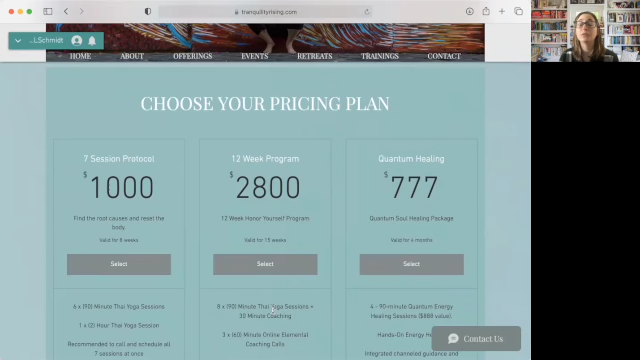 tranquilityrising.com
...LSchmidt
HOME ABOUT OFFERINGS EVENTS RETREATS TRAININGS CONTACT
CHOOSE YOUR PRICING PLAN
7 Session Protocol
$1000
Find the root causes and reset the
body.
Valid for 8 weeks
Select
6 x (90) Minute Thai Yoga Sessions
1 x (2) Hour Thai Yoga Session
Recommended to call and schedule all
7 sessions at once
12 Week Program
$2800
12 Week Honor Yourself Program
Valid for 15 weeks
Select
8 x (90) Minute Thai Yoga Sessions +
30 Minute Coaching
3 x (60) Minute Online Elemental
Coaching Calls
Quantum Healing
$777
Quantum Soul Healing Package
Valid for 4 months
Select
4 - 90-minute Quantum Energy
Healing Sessions ($888 value)
Hands-On Energy
Integrated channeled guidance and
Contact Us